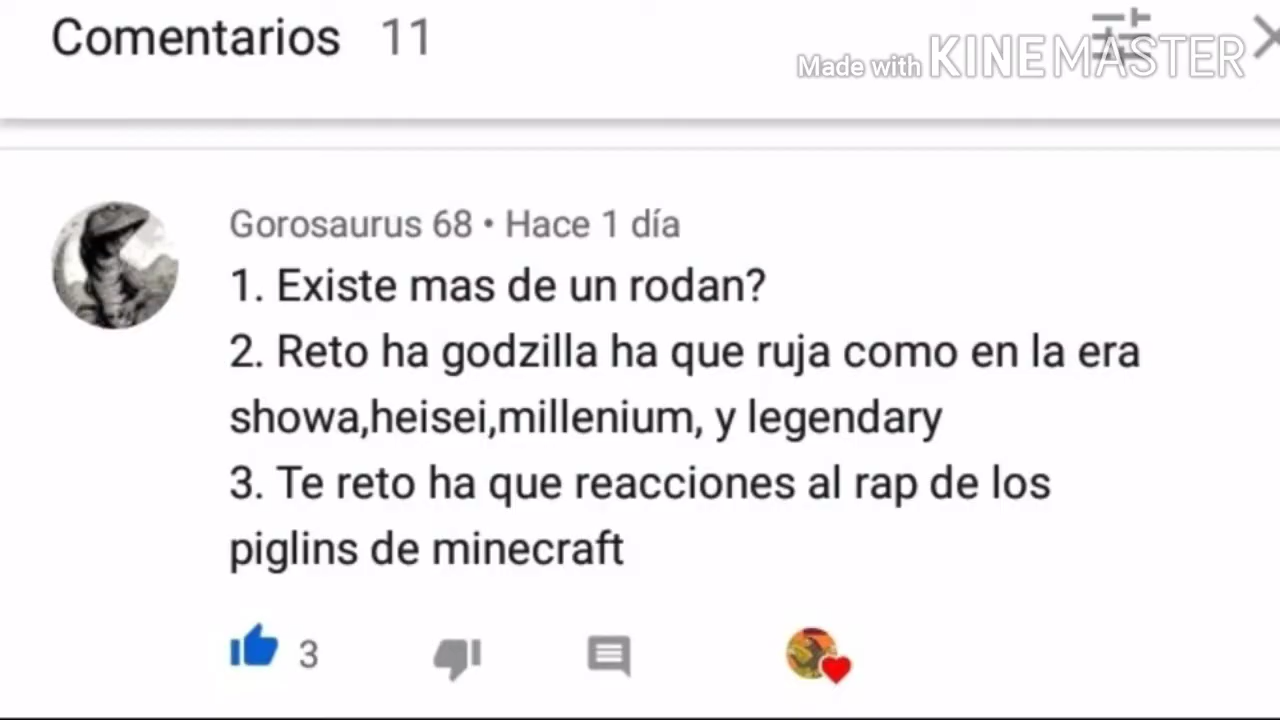 Comentarios 11
Made with KINEMASTER
Gorosaurus 68 • Hace 1 día
1. Existe mas de un rodan?
2. Reto ha godzilla ha que ruja como en la era
showa,heisei,millenium, y legendary
3. Te reto ha que reacciones al rap de los
piglins de minecraft
3